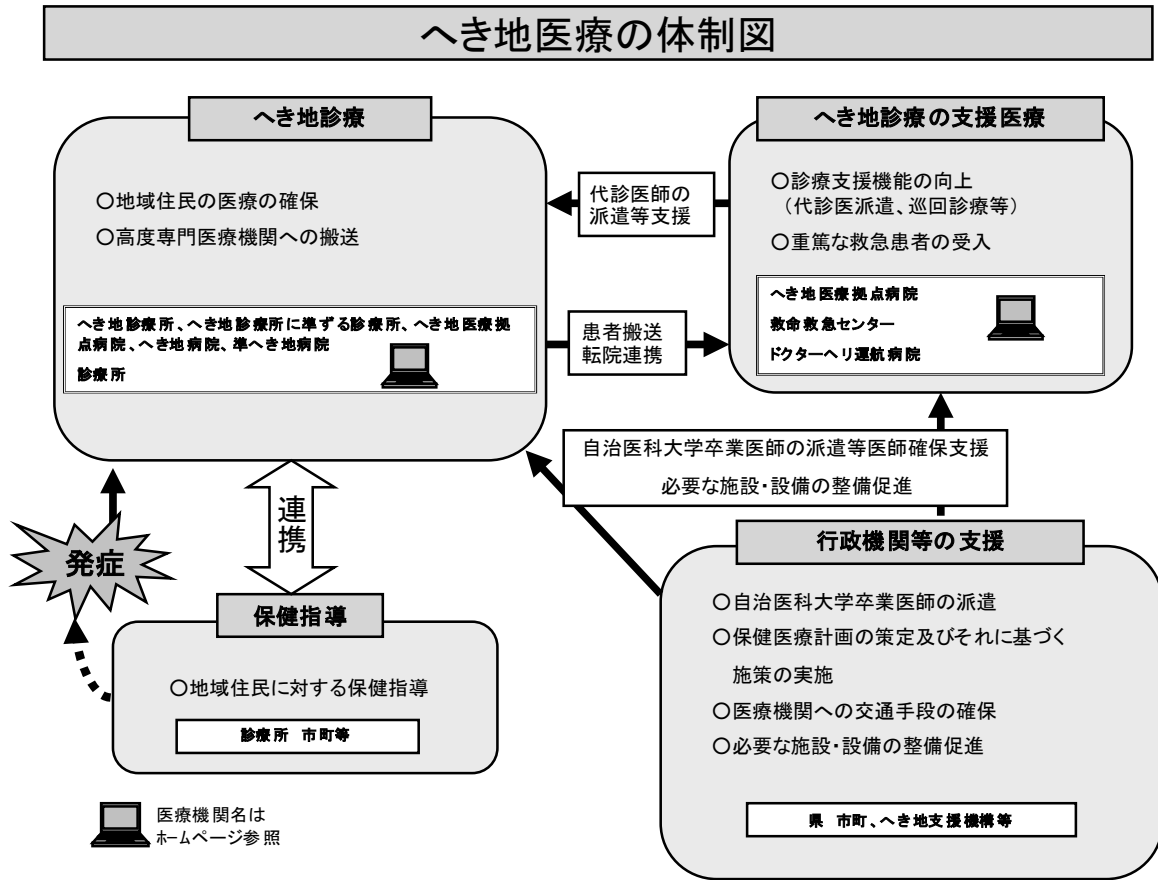 へき地医療の体制図
へき地診療
〇地域住民の医療の確保
〇高度専門医療機関への搬送
へき地診療所、へき地診療所に準ずる診療所、へき地医療拠
点病院、へき地病院、準へき地病院
診療所
代診医師の
派遣等支援
患者搬送
転院連携
へき地診療の支援医療
〇診療支援機能の向上
（代診医派遣、巡回診療等）
〇重篤な救急患者の受入
へき地医療拠点病院
救命救急センター
ドクターヘリ運航病院
自治医科大学卒業医師の派遣等医師確保支援
必要な施設・設備の整備促進
連携
発症
保健指導
〇地域住民に対する保健指導
診療所 市町等
行政機関等の支援
〇自治医科大学卒業医師の派遣
〇保健医療計画の策定及びそれに基づく
施策の実施
〇医療機関への交通手段の確保
〇必要な施設・設備の整備促進
県 市町、へき地支援機構等
医療機関名は
ホームページ参照